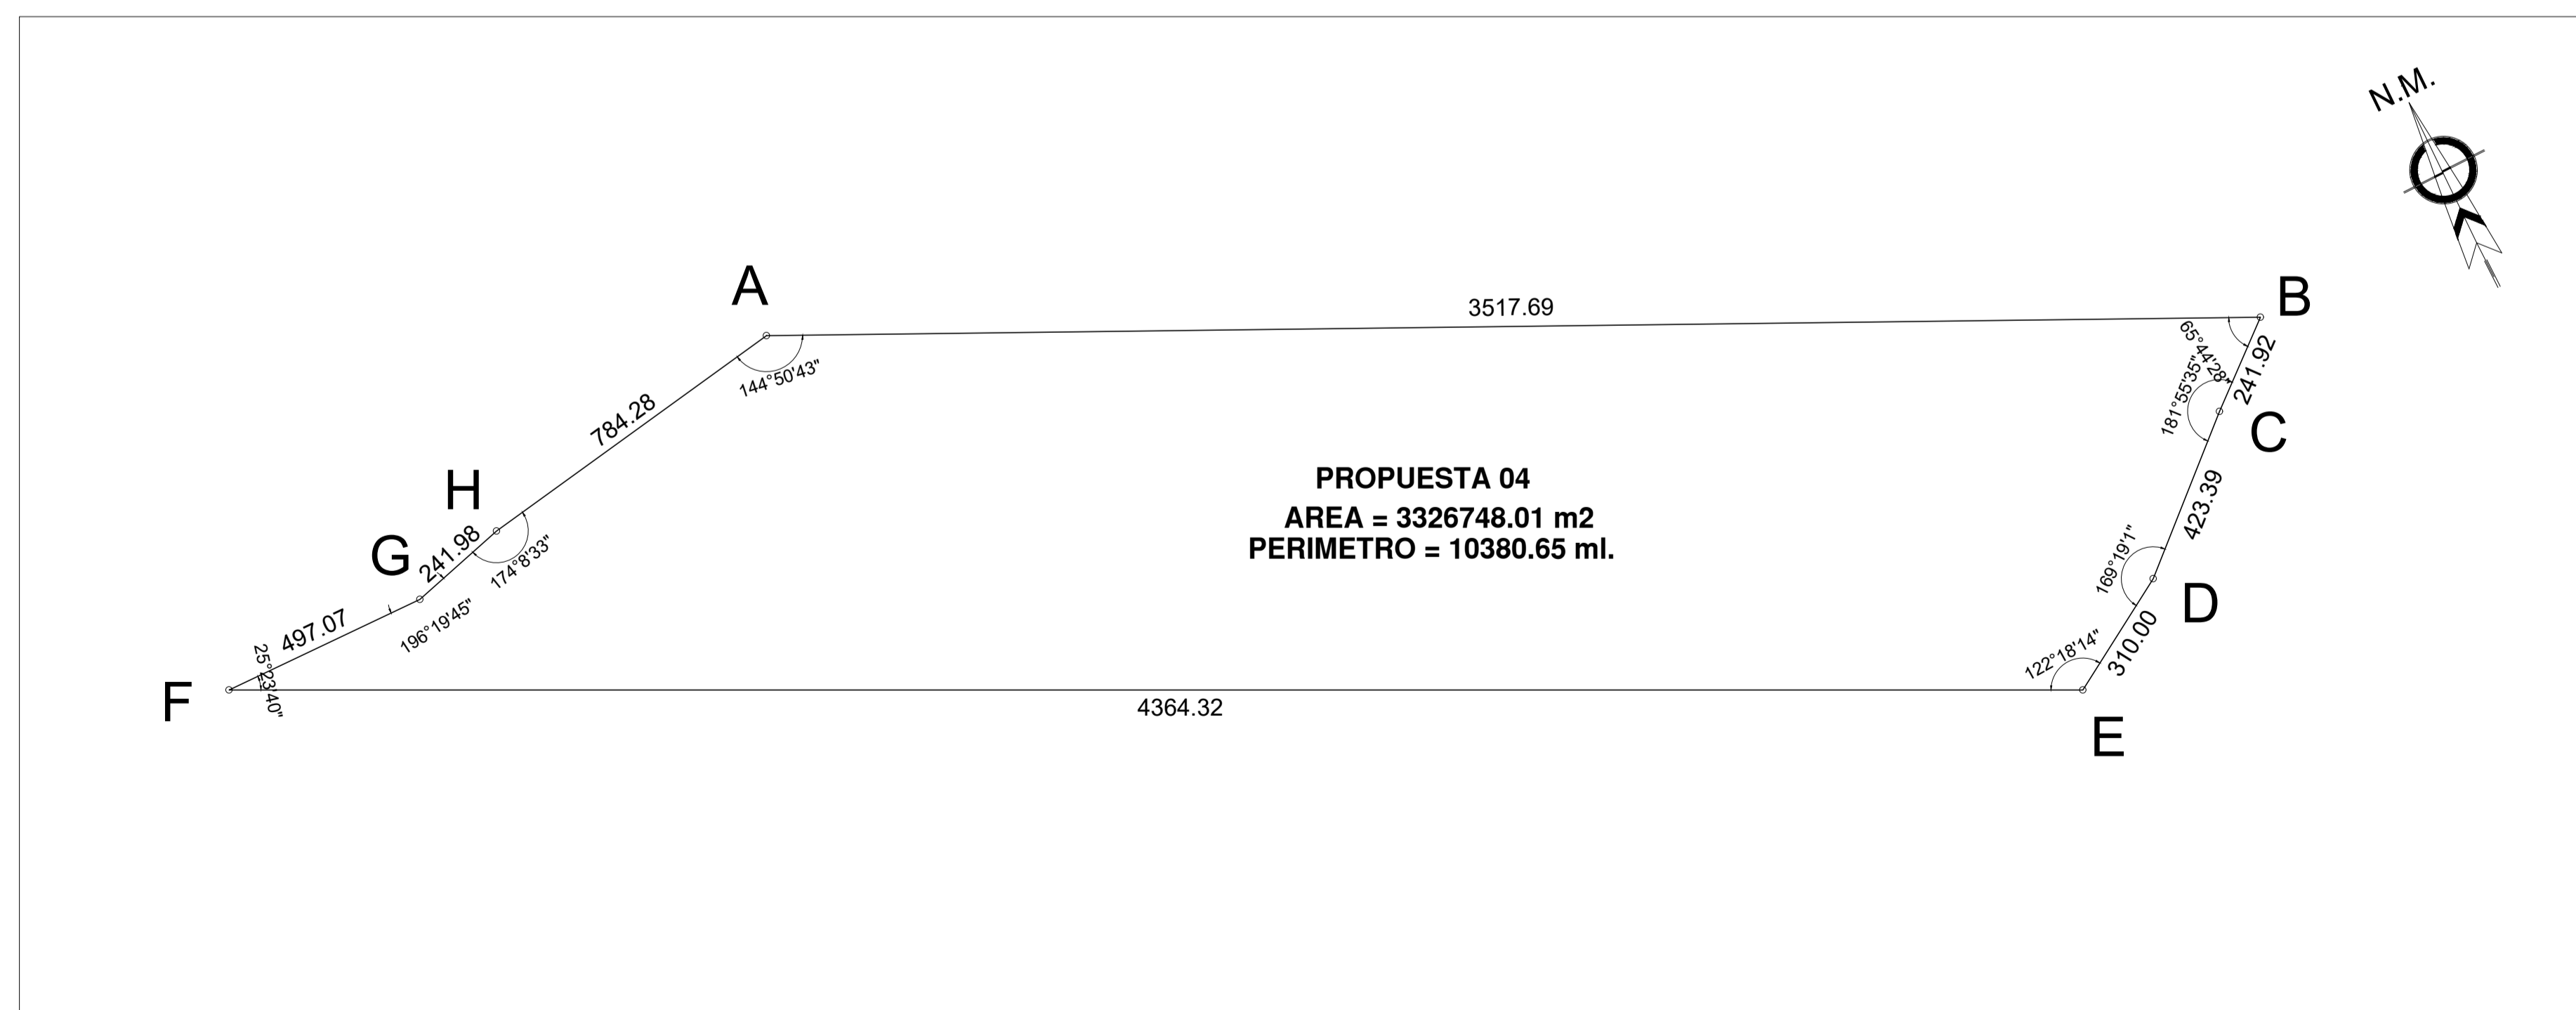 N.M.
A
3517.69
B
65°44'28"
241.92
144°50'43"
181°55'35"
C
784.28
H
PROPUESTA 04
AREA = 3326748.01 m2
PERIMETRO = 10380.65 ml.
423.39
G
241.98
174°8'33"
169°19'1"
D
497.07
196°19'45"
310.00
122°18'14"
25°23'40"
F
4364.32
E